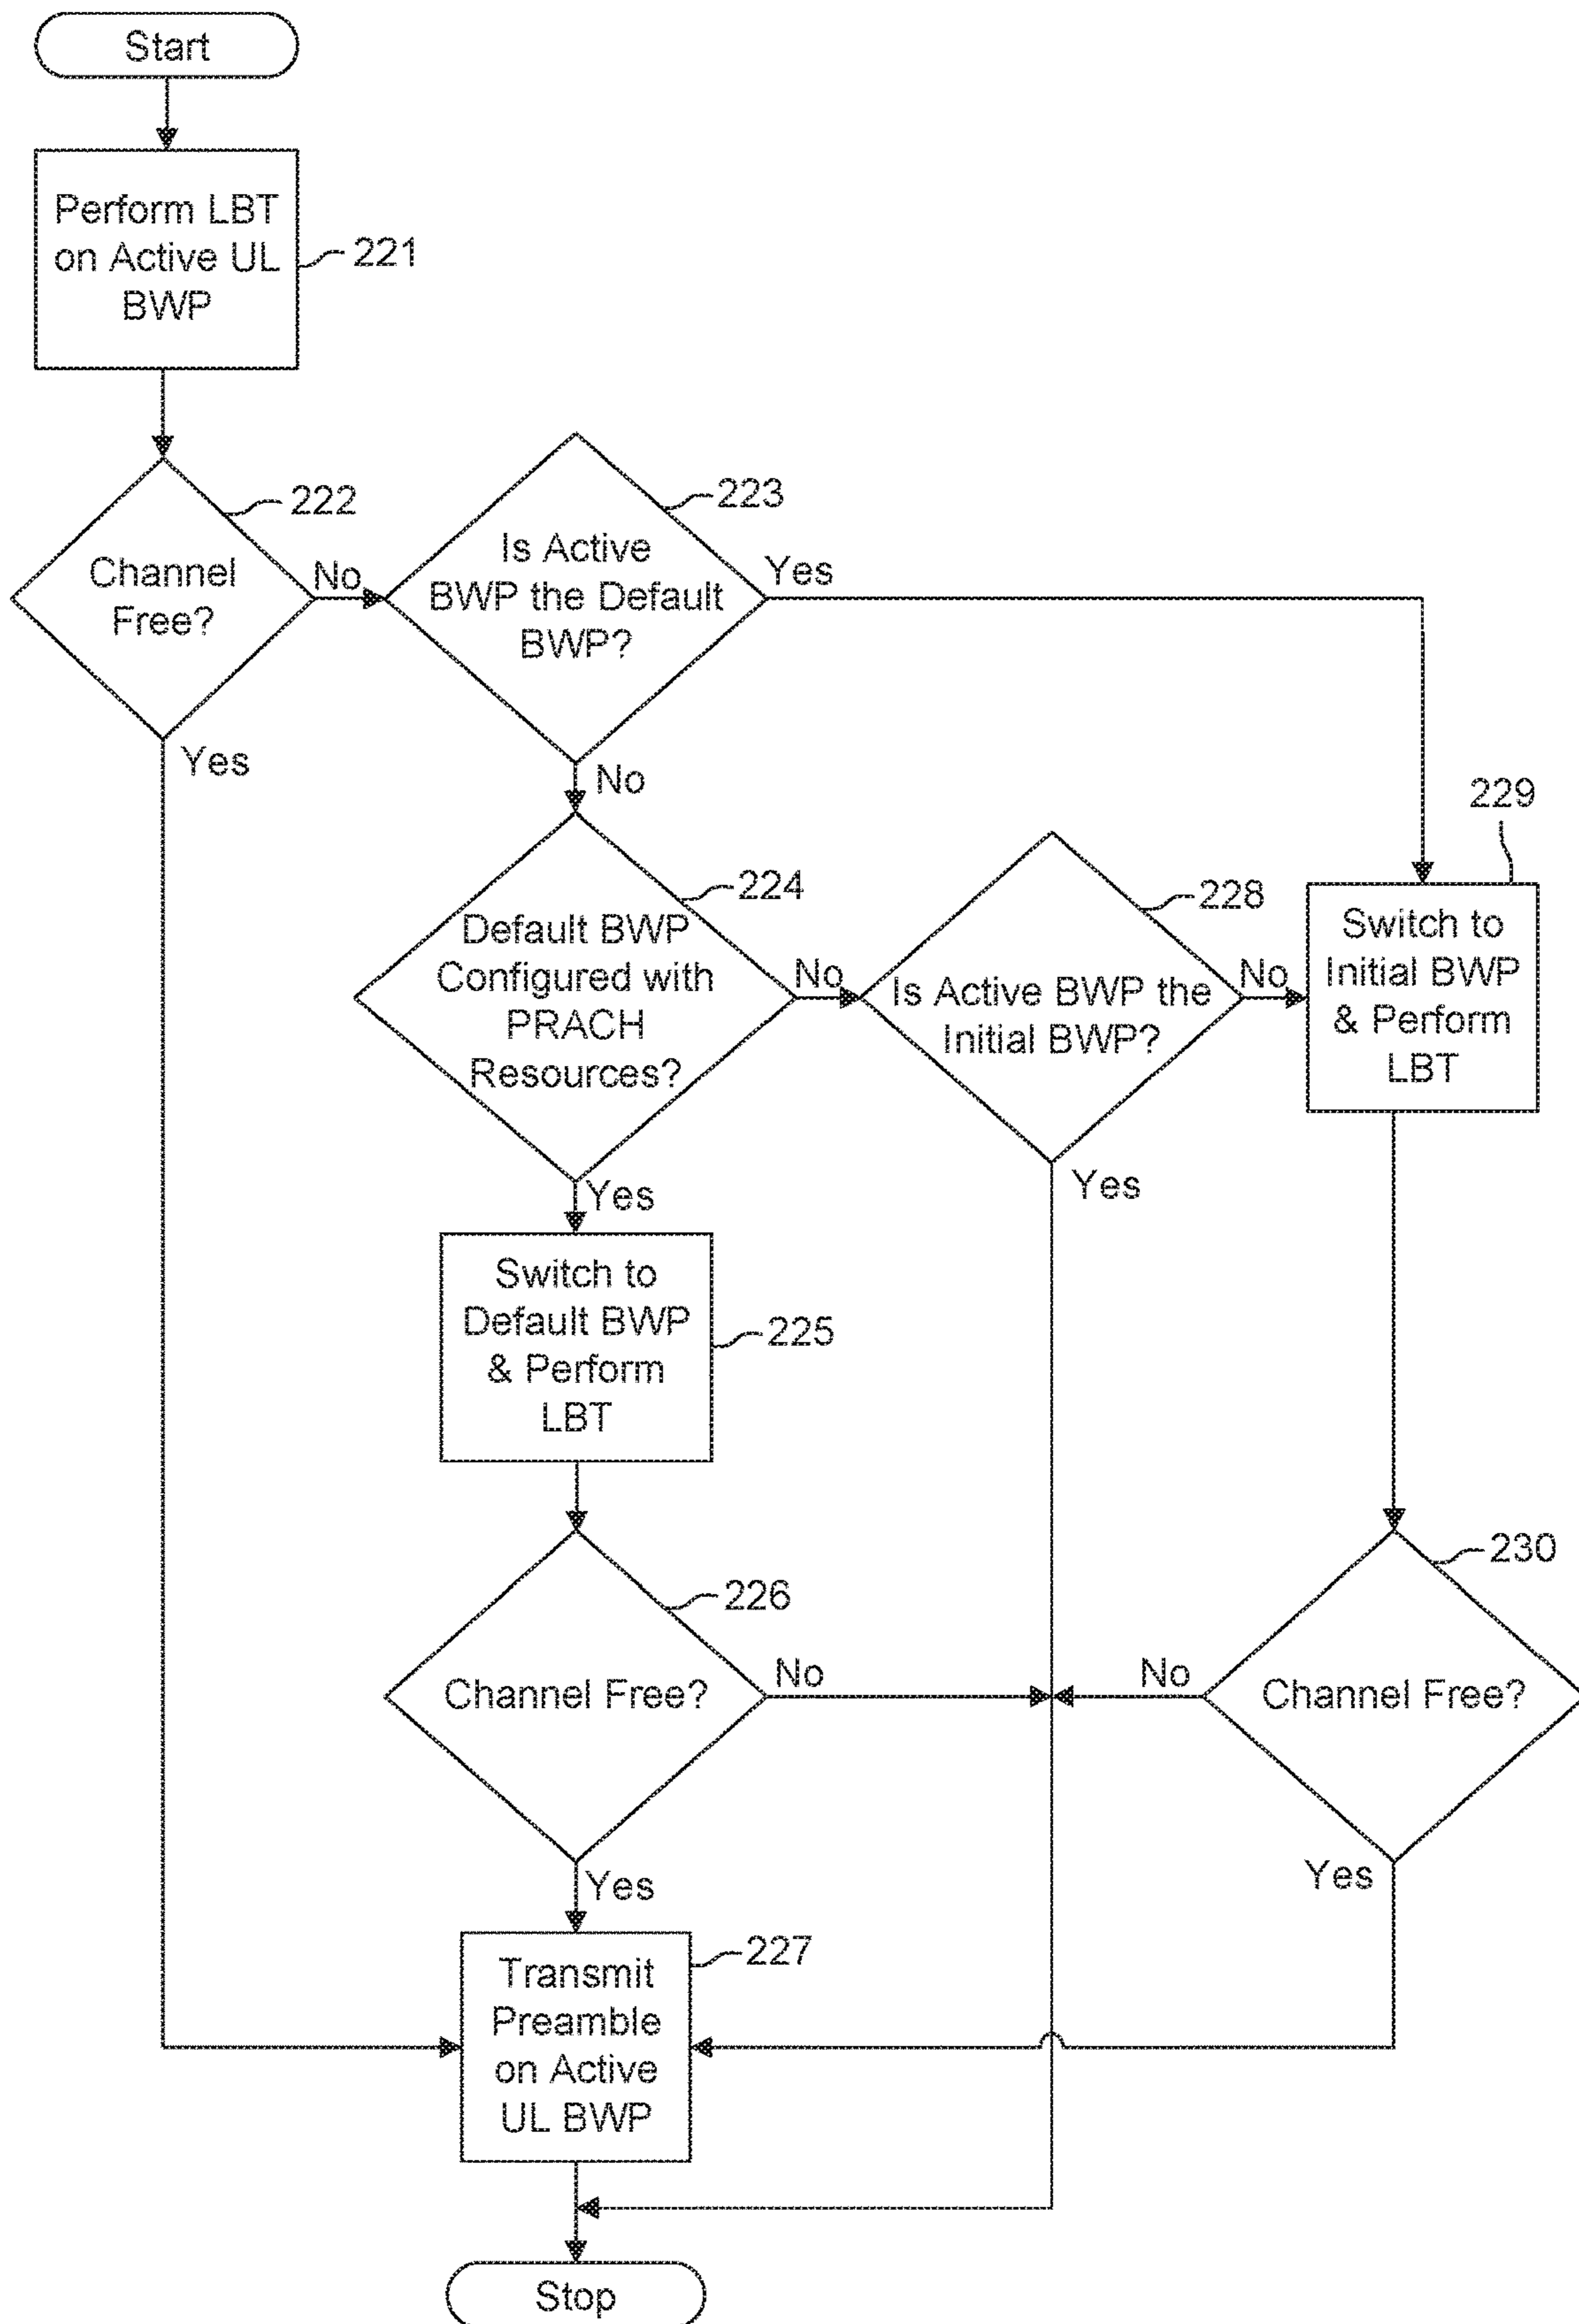 Start
Perform LBT
on Active UL
BWP
221
222
Channel
Free?
No
Yes
223
Is Active
BWP the Default
BWP?
Yes
No
224
Default BWP
Configured with
PRACH
Resources?
No
Yes
228
Is Active BWP the
Initial BWP?
No
Yes
229
Switch to
Initial BWP
& Perform
LBT
Switch to
Default BWP
& Perform
LBT
225
226
Channel Free?
No
Yes
230
No
Channel Free?
Yes
227
Transmit
Preamble
on Active
UL BWP
Stop